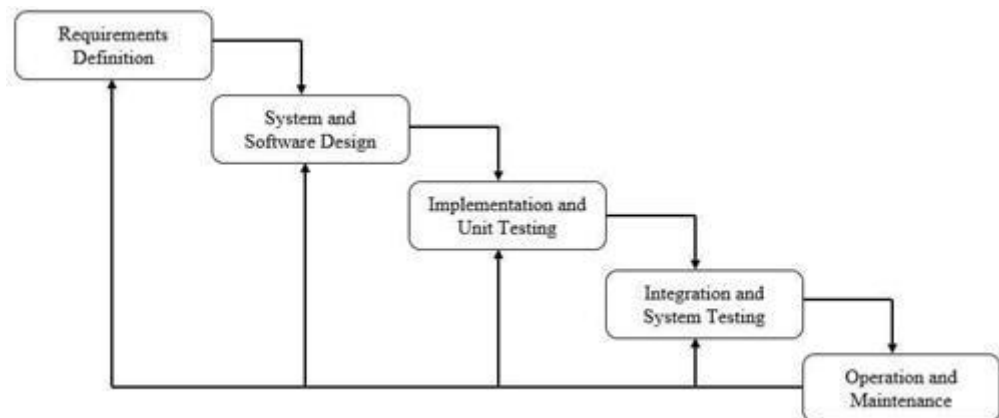 Requirements
Definition
System and
Software Design
Implementation and
Unit Testing
Integration and
System Testing
Operation and
Maintenance